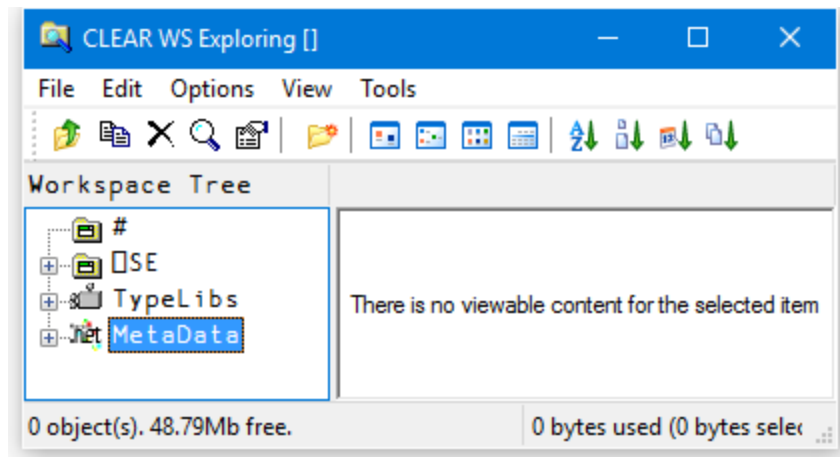 CLEAR WS Exploring []
File Edit Options View Tools
Workspace Tree
#
⎕SE
TypeLibs
.net MetaData
There is no viewable content for the selected item
0 object(s). 48.79Mb free.
0 bytes used (0 bytes selec